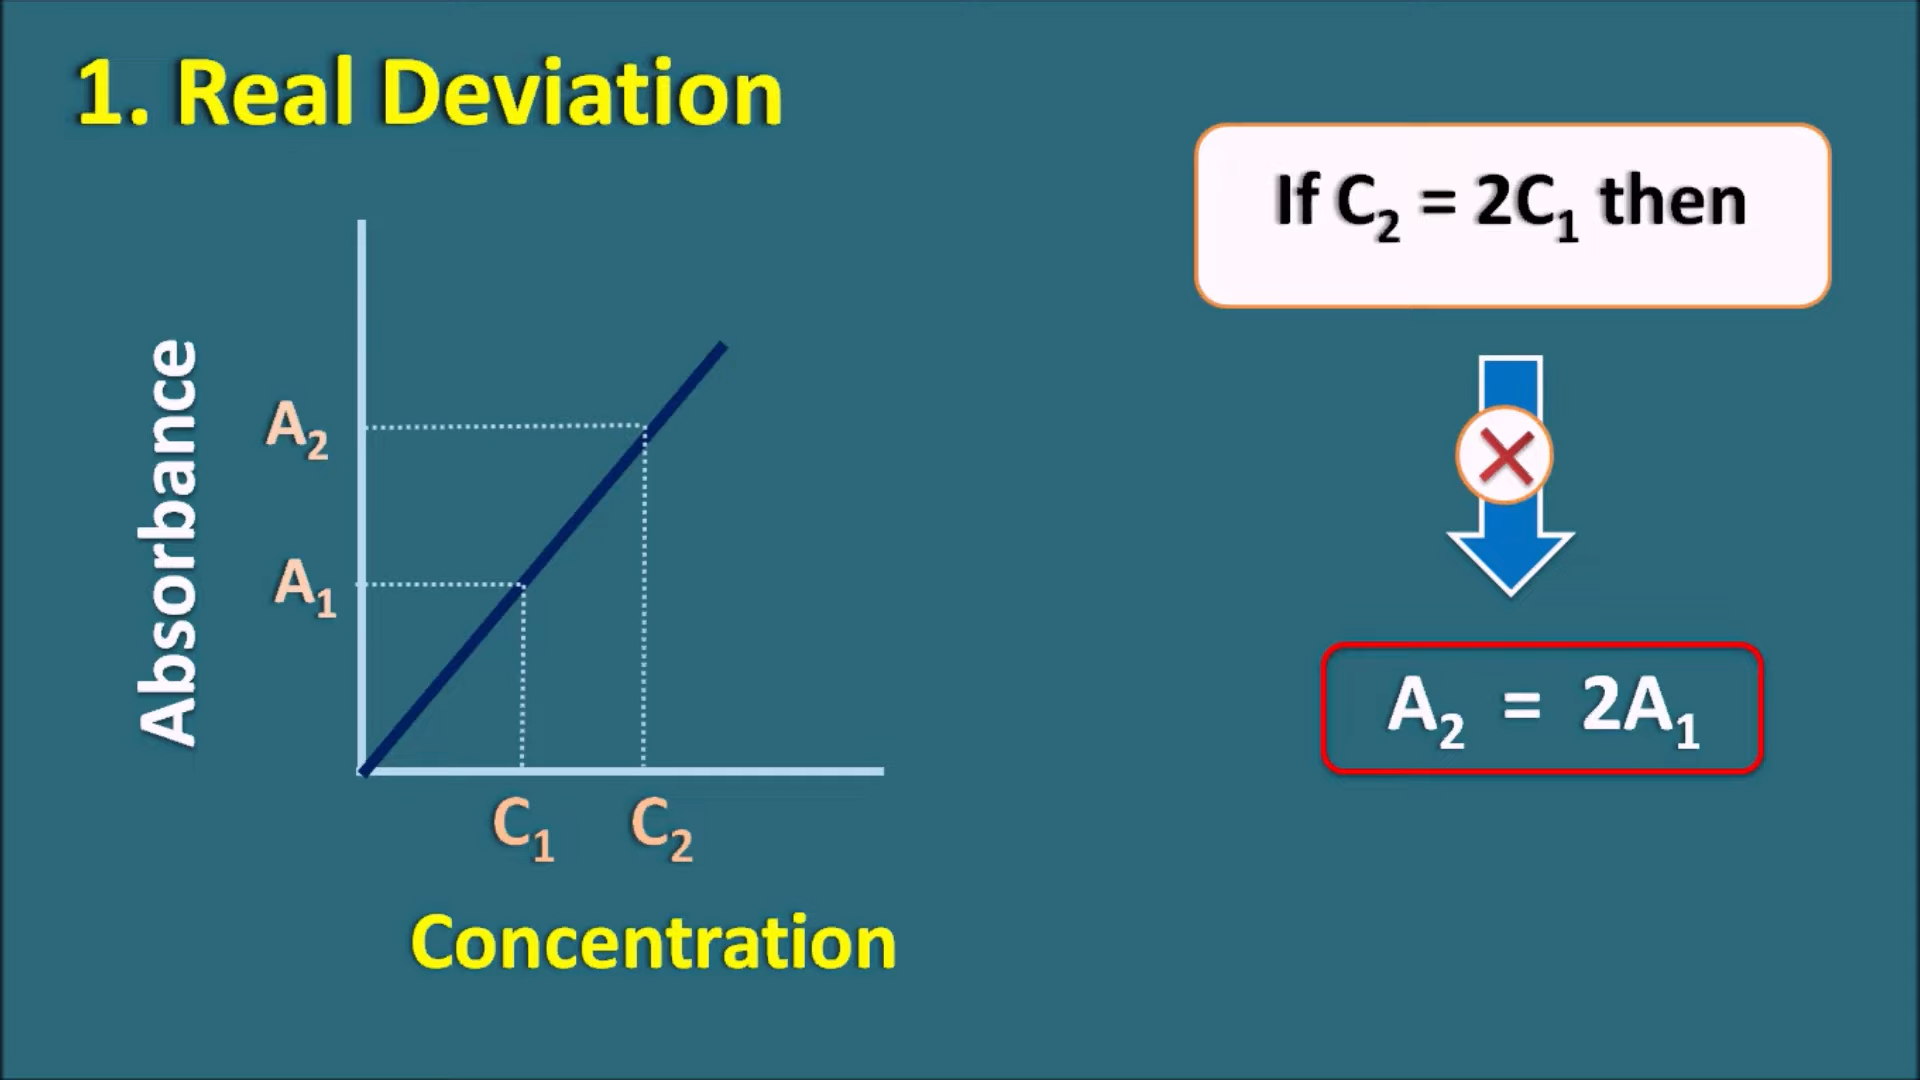 1. Real Deviation
If C₂ = 2C₁ then
Absorbance
A₂
A₁
C₁ C₂
Concentration
A₂ = 2A₁